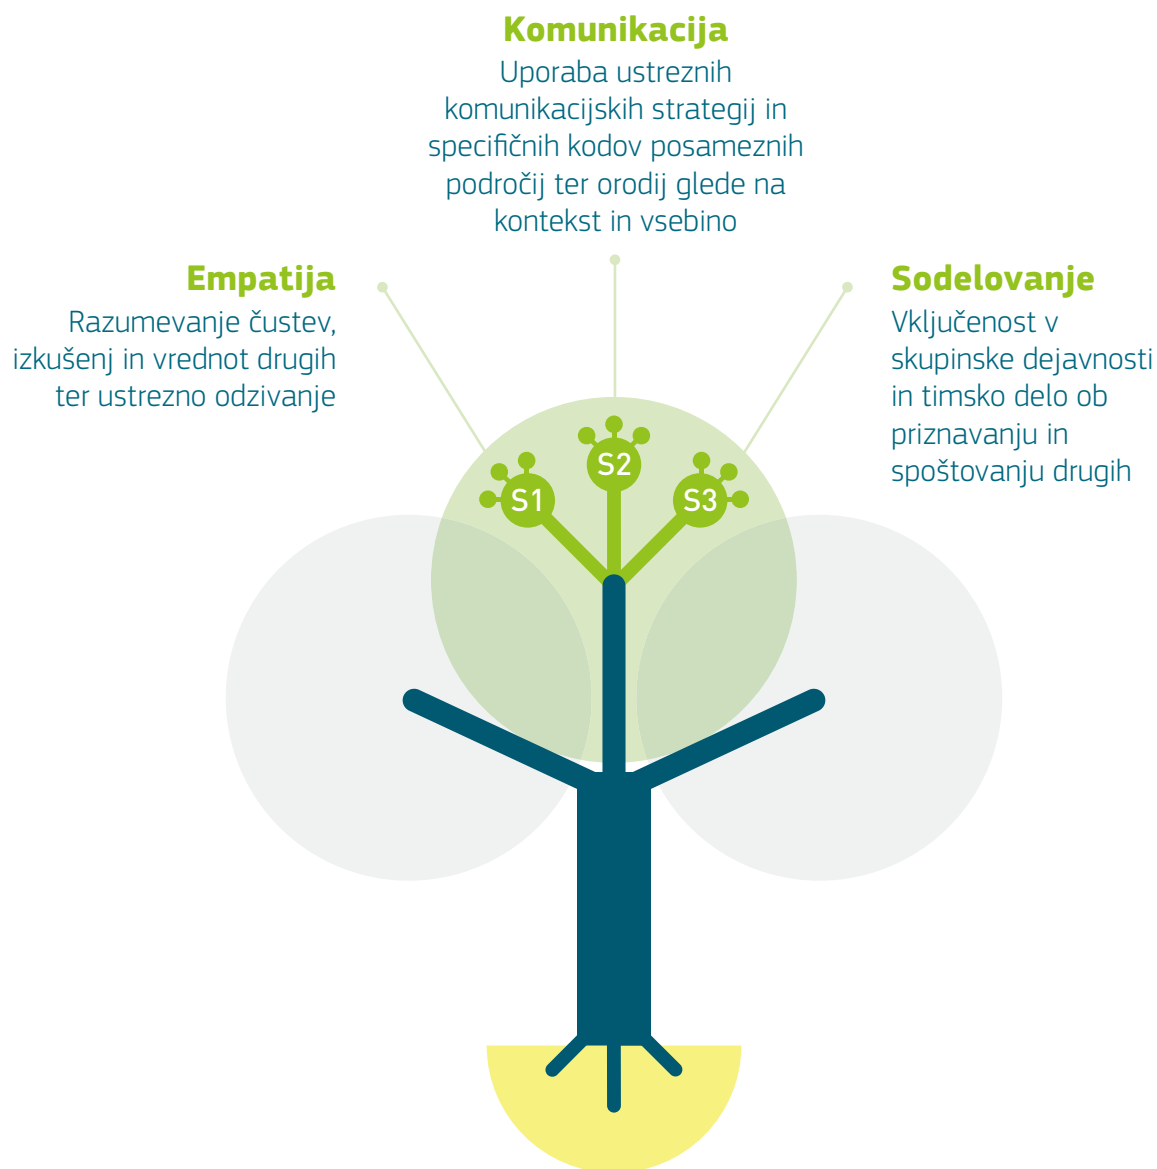 Komunikacija
Uporaba ustreznih
komunikacijskih strategij in
specifičnih kodov posameznih
področij ter orodij glede na
kontekst in vsebino
Empatija
Razumevanje čustev,
izkušenj in vrednot drugih
ter ustrezno odzivanje
Sodelovanje
Vključenost v
skupinske dejavnosti
in timsko delo ob
priznavanju in
spoštovanju drugih
S1
S2
S3